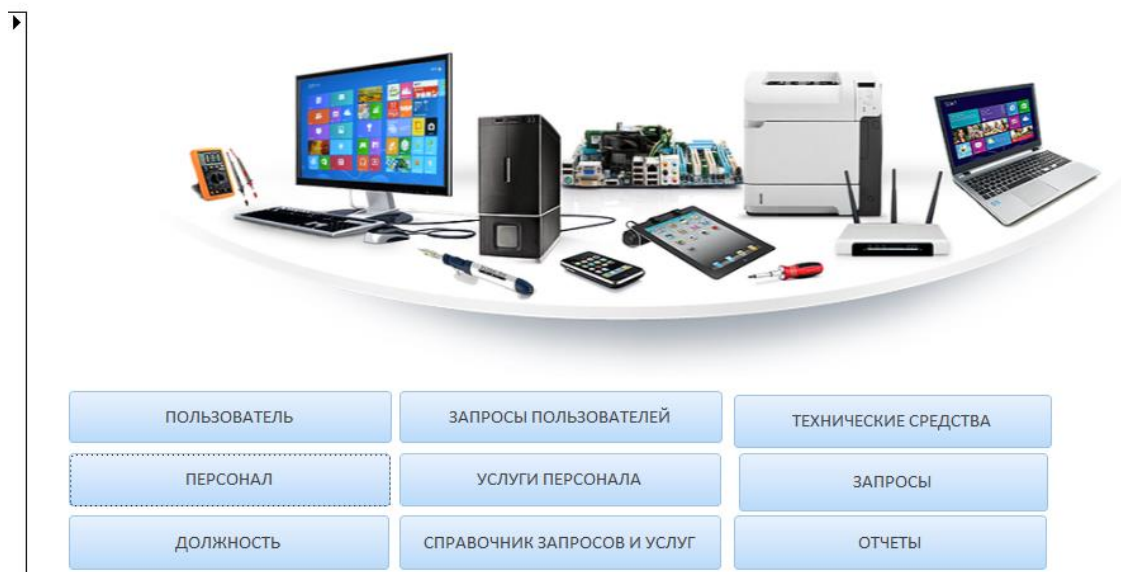 ПОЛЬЗОВАТЕЛЬ
ЗАПРОСЫ ПОЛЬЗОВАТЕЛЕЙ
ТЕХНИЧЕСКИЕ СРЕДСТВА
ПЕРСОНАЛ
УСЛУГИ ПЕРСОНАЛА
ЗАПРОСЫ
ДОЛЖНОСТЬ
СПРАВОЧНИК ЗАПРОСОВ И УСЛУГ
ОТЧЕТЫ